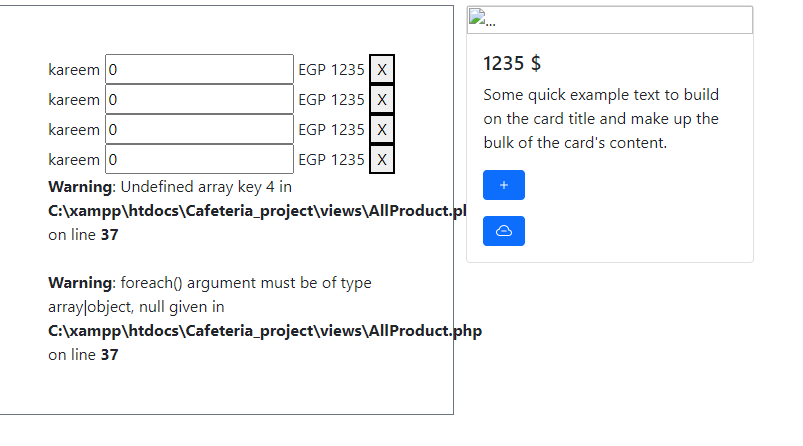 kareem 0 EGP 1235 X
kareem 0 EGP 1235 X
kareem 0 EGP 1235 X
kareem 0 EGP 1235 X
Warning: Undefined array key 4 in
C:\xampp\htdocs\Cafeteria_project\views\AllProduct.ph
on line 37
Warning: foreach() argument must be of type
array|object, null given in
C:\xampp\htdocs\Cafeteria_project\views\AllProduct.php
on line 37
...
1235 $
Some quick example text to build
on the card title and make up the
bulk of the card's content.
+